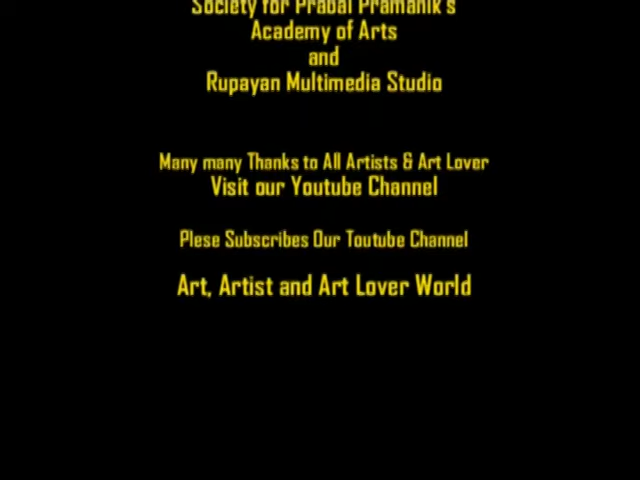 Society for Prabal Pramanik's
Academy of Arts
and
Rupayan Multimedia Studio
Many many Thanks to All Artists & Art Lover
Visit our Youtube Channel
Plese Subscribes Our Toutube Channel
Art, Artist and Art Lover World